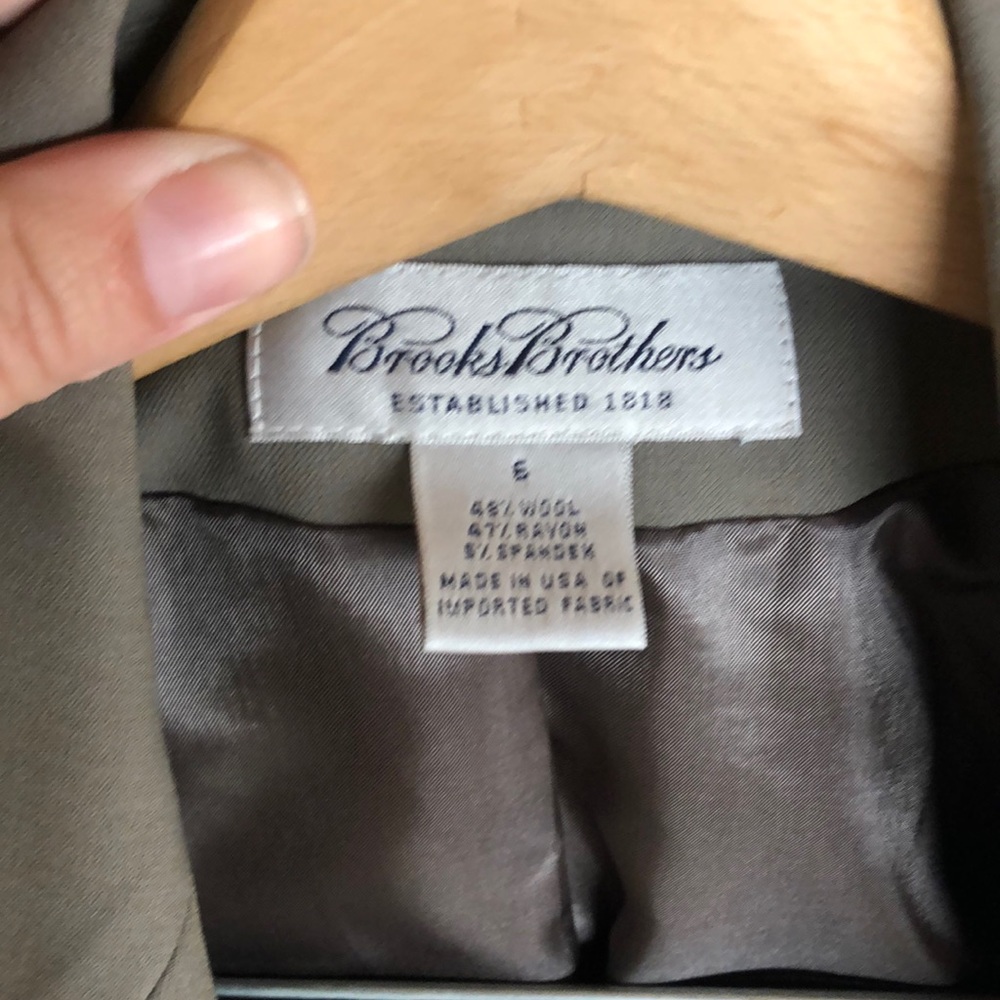 Brooks Brothers
ESTABLISHED 1818
6
48% WOOL
47% RAYON
5% SPANDEX
MADE IN USA OF
IMPORTED FABRIC